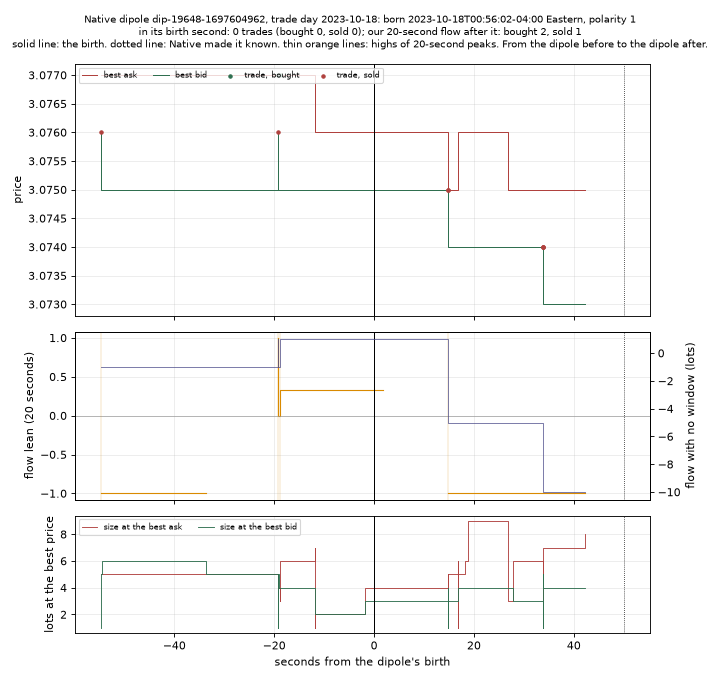 Native dipole dip-19648-1697604962, trade day 2023-10-18: born 2023-10-18T00:56:02-04:00 Eastern, polarity 1
in its birth second: 0 trades (bought 0, sold 0); our 20-second flow after it: bought 2, sold 1
solid line: the birth. dotted line: Native made it known. thin orange lines: highs of 20-second peaks. From the dipole before to the dipole after.
best ask best bid trade, bought trade, sold
3.0770
3.0765
3.0760
3.0755
3.0750
3.0745
3.0740
3.0735
3.0730
price
1.0
0.5
0.0
−0.5
−1.0
flow lean (20 seconds)
0
−2
−4
−6
−8
−10
flow with no window (lots)
size at the best ask size at the best bid
8
6
4
2
lots at the best price
−40 −20 0 20 40
seconds from the dipole's birth